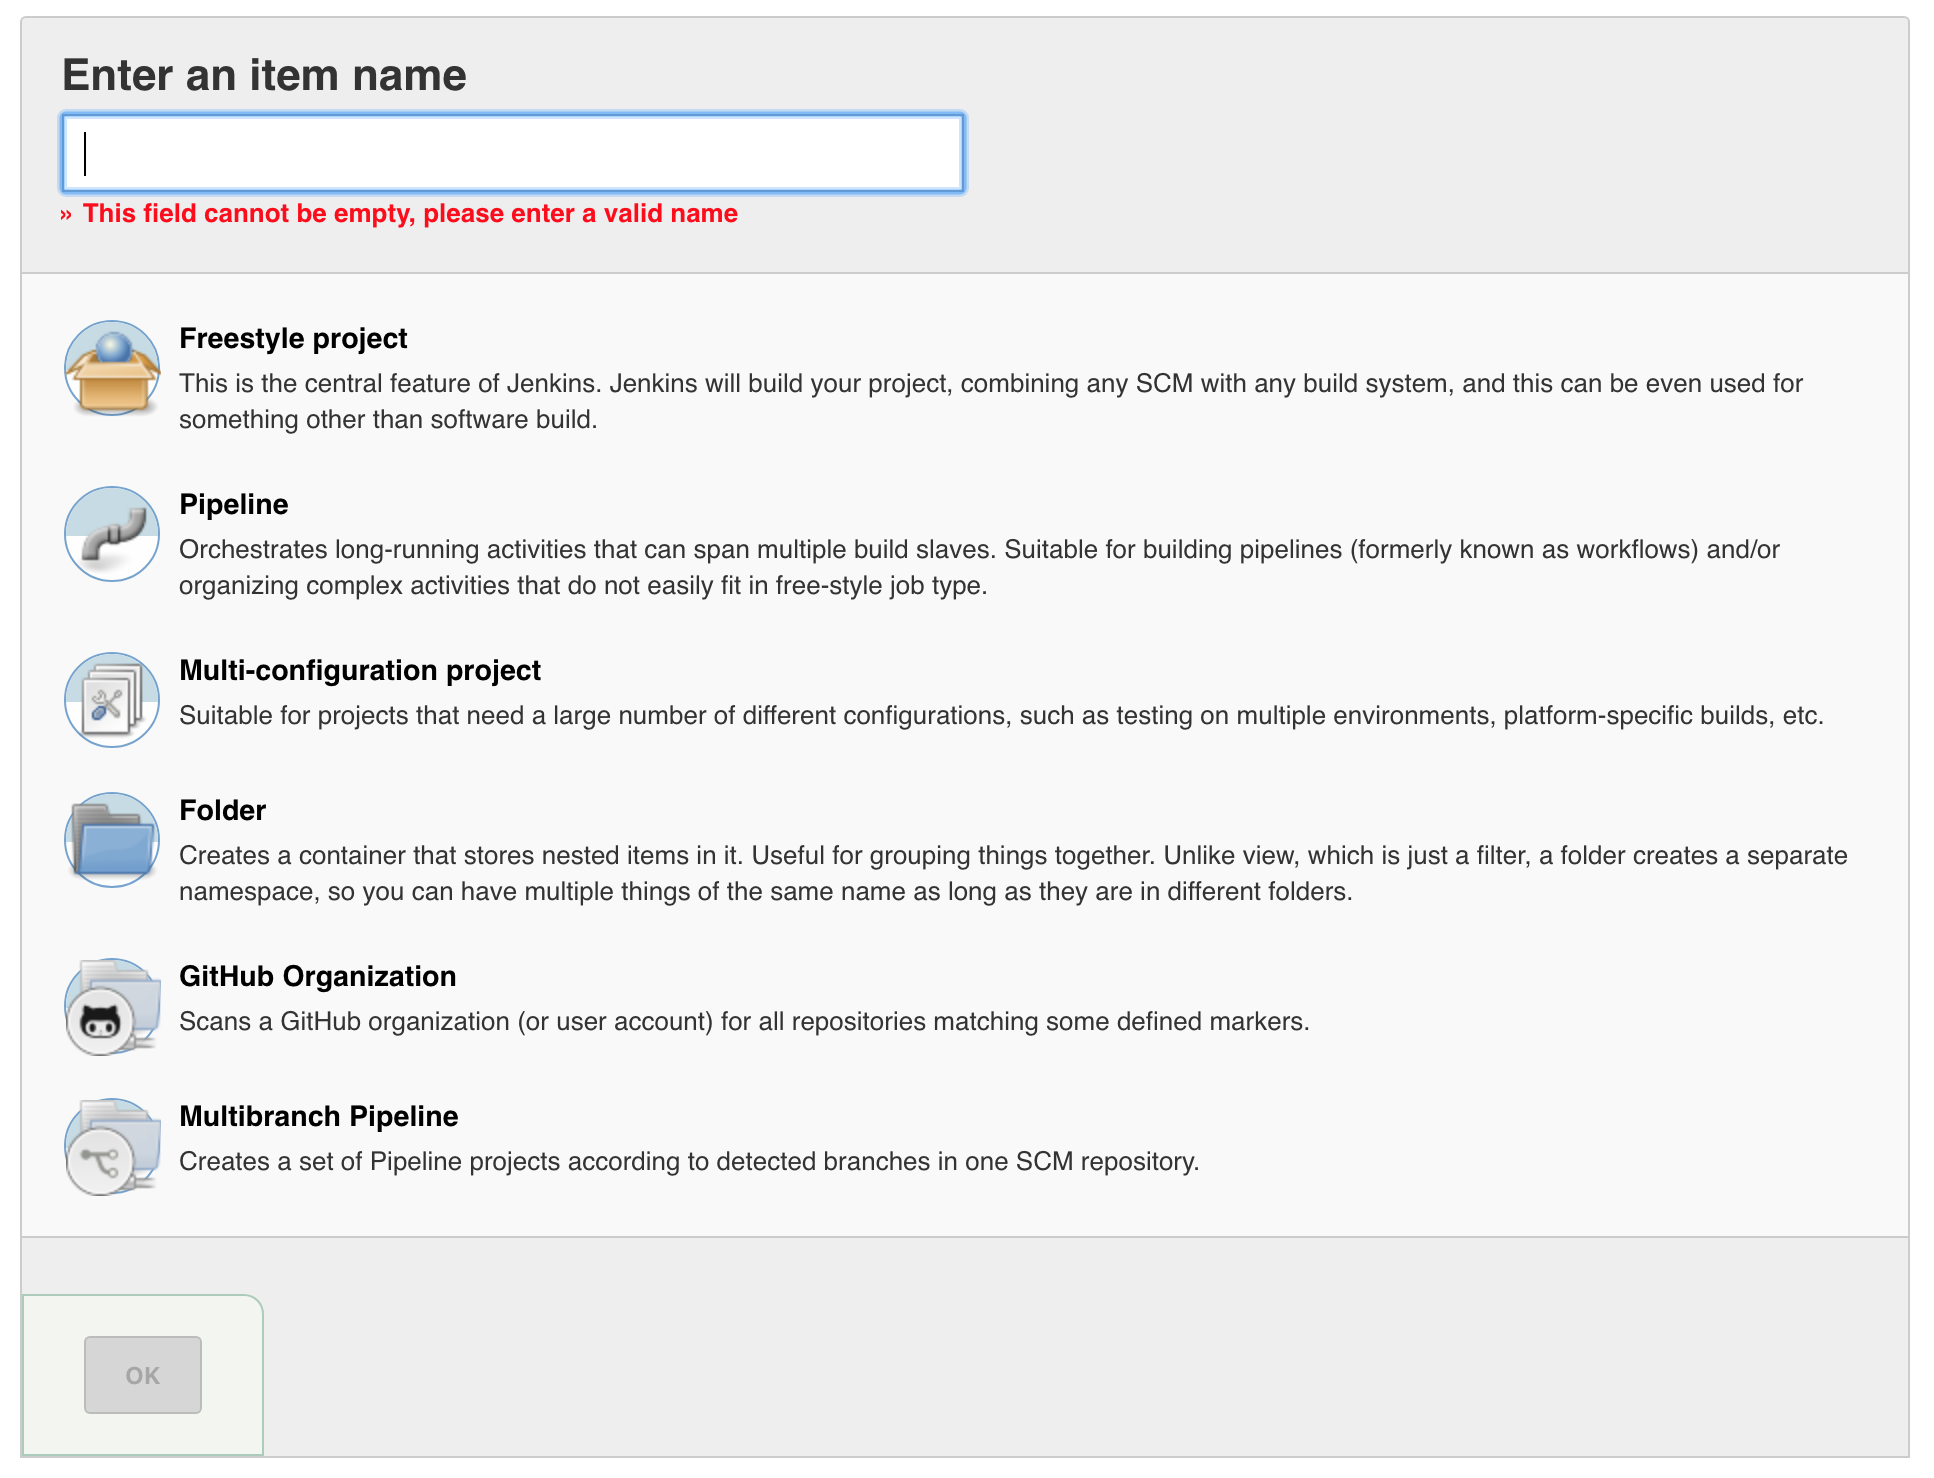 Enter an item name
» This field cannot be empty, please enter a valid name
Freestyle project
This is the central feature of Jenkins. Jenkins will build your project, combining any SCM with any build system, and this can be even used for
something other than software build.
Pipeline
Orchestrates long-running activities that can span multiple build slaves. Suitable for building pipelines (formerly known as workflows) and/or
organizing complex activities that do not easily fit in free-style job type.
Multi-configuration project
Suitable for projects that need a large number of different configurations, such as testing on multiple environments, platform-specific builds, etc.
Folder
Creates a container that stores nested items in it. Useful for grouping things together. Unlike view, which is just a filter, a folder creates a separate
namespace, so you can have multiple things of the same name as long as they are in different folders.
GitHub Organization
Scans a GitHub organization (or user account) for all repositories matching some defined markers.
Multibranch Pipeline
Creates a set of Pipeline projects according to detected branches in one SCM repository.
OK